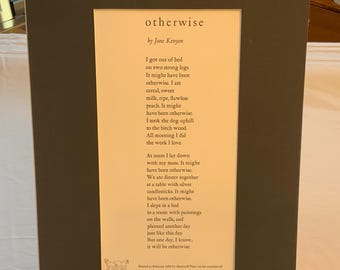 otherwise
by Jane Kenyon
I got out of bed
on two strong legs
It might have been
otherwise. I ate
cereal, sweet
milk, ripe, flawless
peach. It might
have been otherwise.
I took the dog uphill
to the birch wood.
All morning I did
the work I love.
At noon I lay down
with my mate. It might
have been otherwise.
We ate dinner together
at a table with silver
candlesticks. It might
have been otherwise.
I slept in a bed
in a room with paintings
on the walls, and
planned another day
just like this day
But one day, I know,
it will be otherwise.